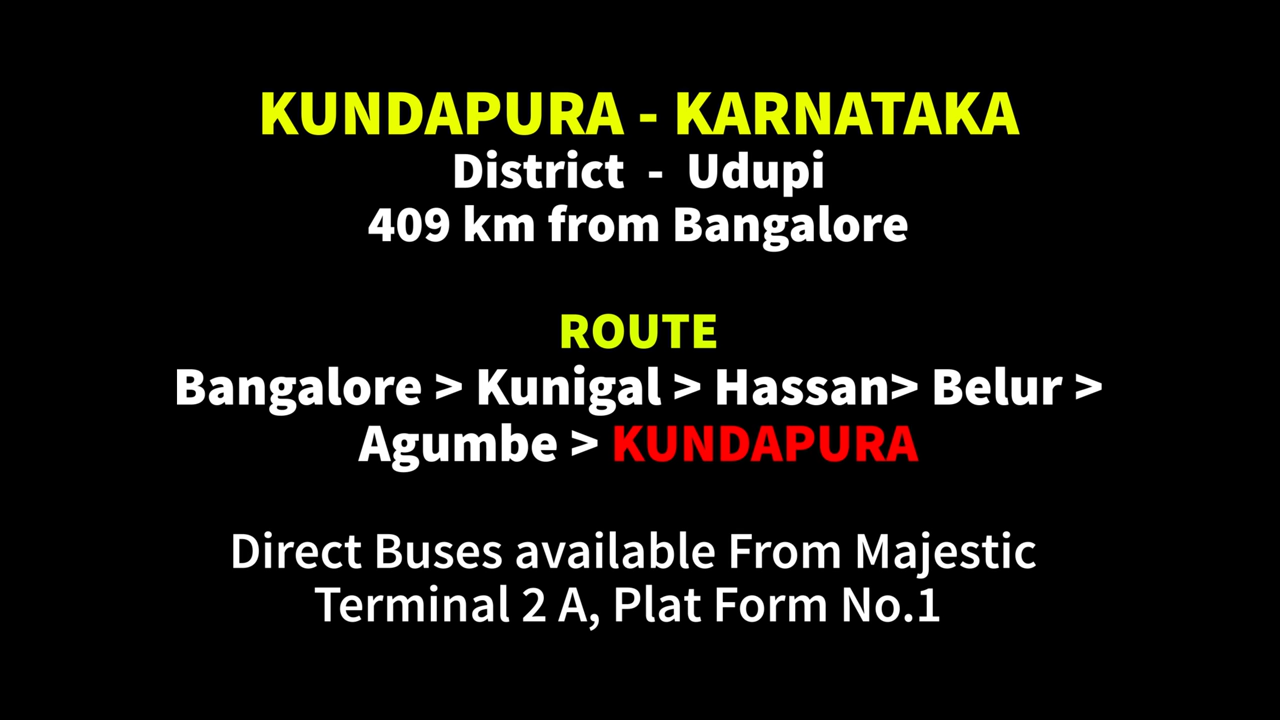 KUNDAPURA - KARNATAKA
District - Udupi
409 km from Bangalore
ROUTE
Bangalore > Kunigal > Hassan> Belur >
Agumbe > KUNDAPURA
Direct Buses available From Majestic
Terminal 2 A, Plat Form No.1